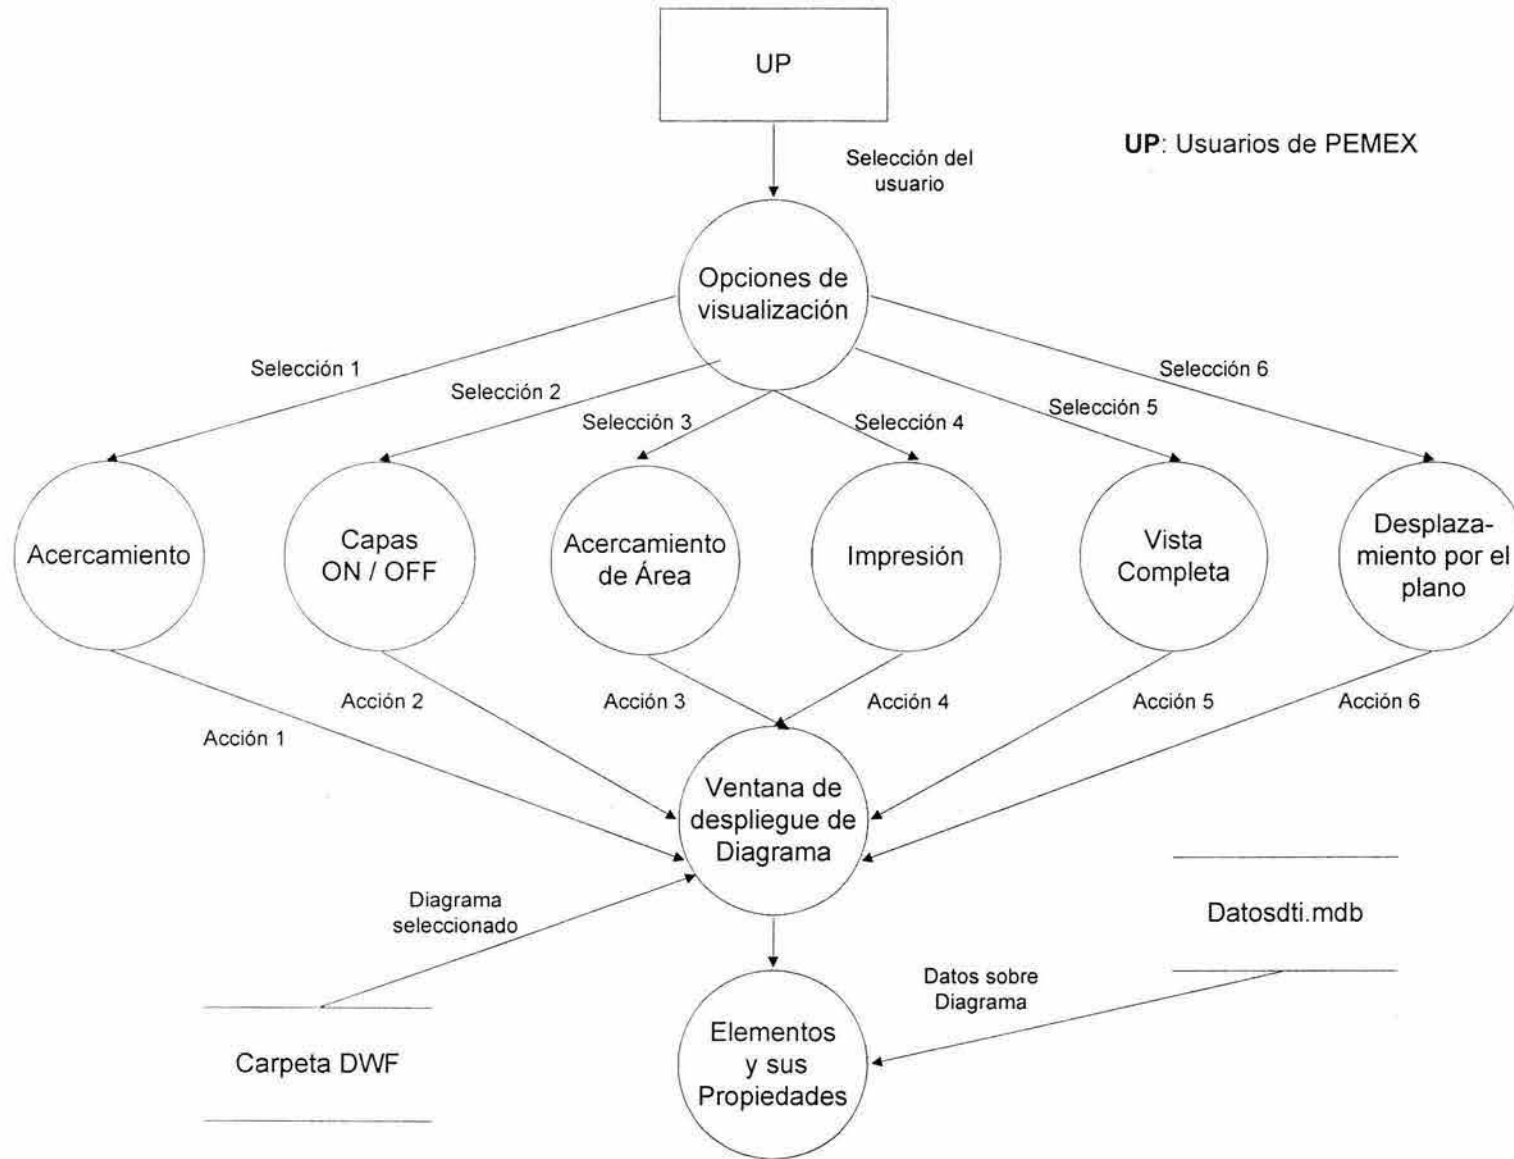 UP
UP: Usuarios de PEMEX
Selección del
usuario
Opciones de
visualización
Selección 1
Selección 2
Selección 3
Selección 4
Selección 5
Selección 6
Acercamiento
Capas
ON / OFF
Acercamiento
de Área
Impresión
Vista
Completa
Desplaza-
miento por el
plano
Acción 1
Acción 2
Acción 3
Acción 4
Acción 5
Acción 6
Ventana de
despliegue de
Diagrama
Diagrama
seleccionado
Datosdti.mdb
Datos sobre
Diagrama
Carpeta DWF
Elementos
y sus
Propiedades